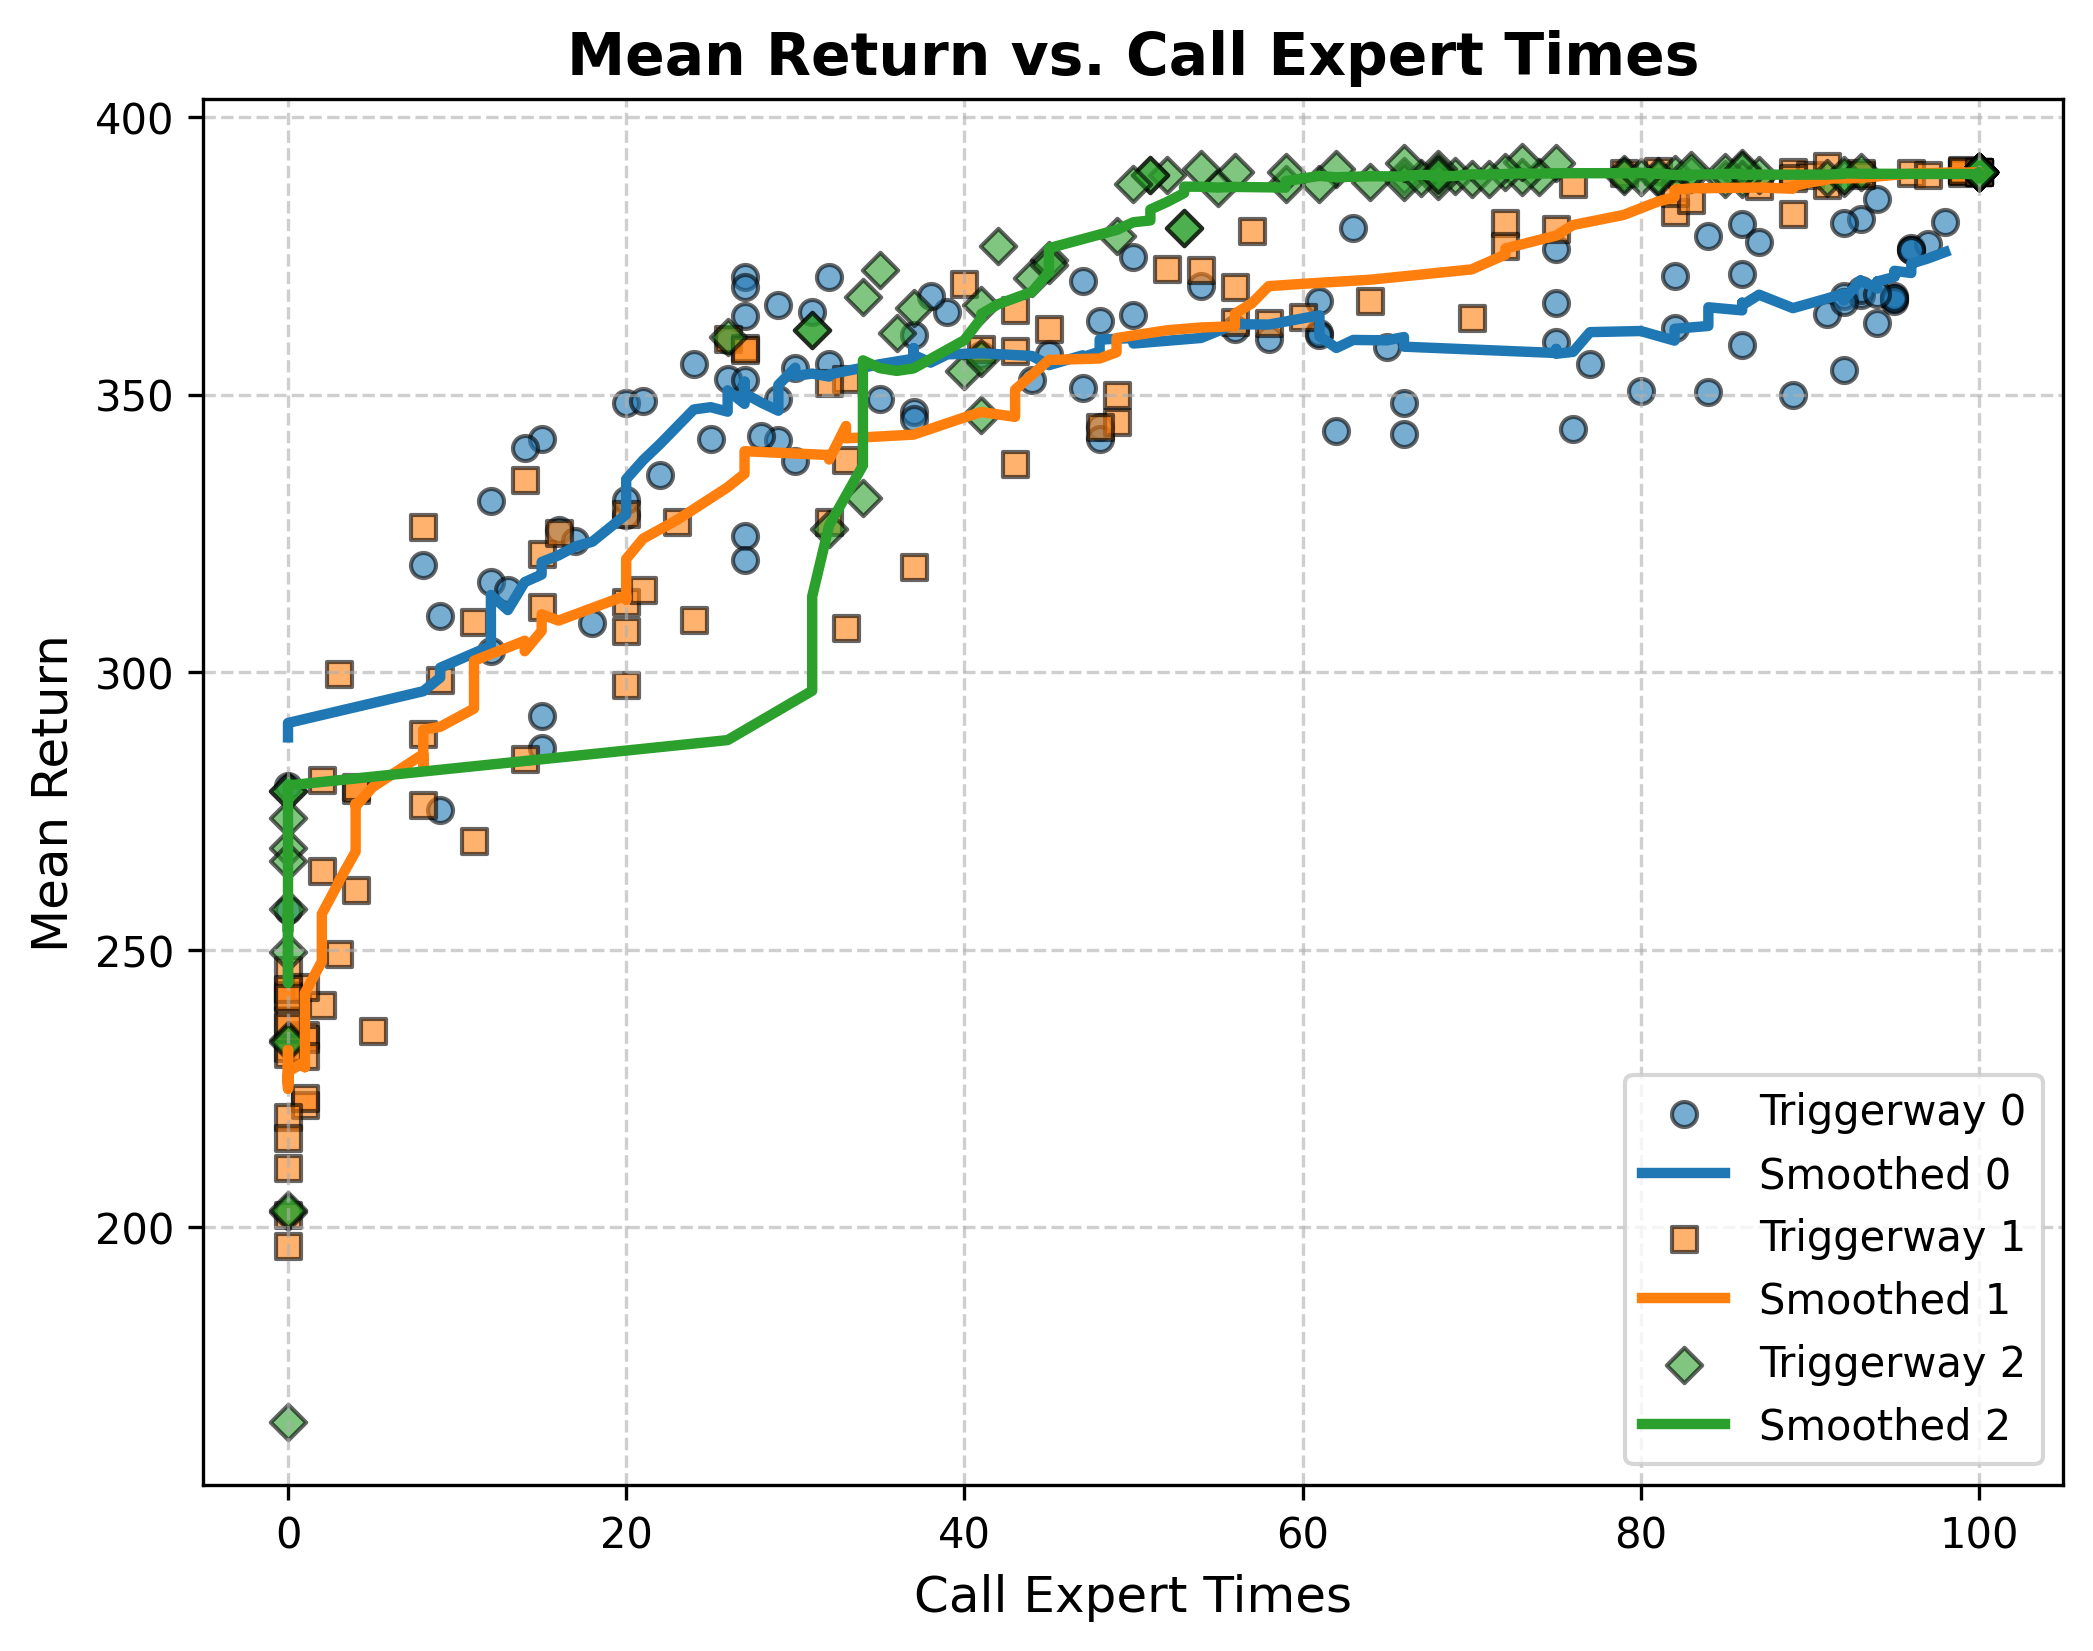 Mean Return vs. Call Expert Times
Mean Return
400
350
300
250
200
0
20
40
60
80
100
Call Expert Times
Triggerway 0
Smoothed 0
Triggerway 1
Smoothed 1
Triggerway 2
Smoothed 2